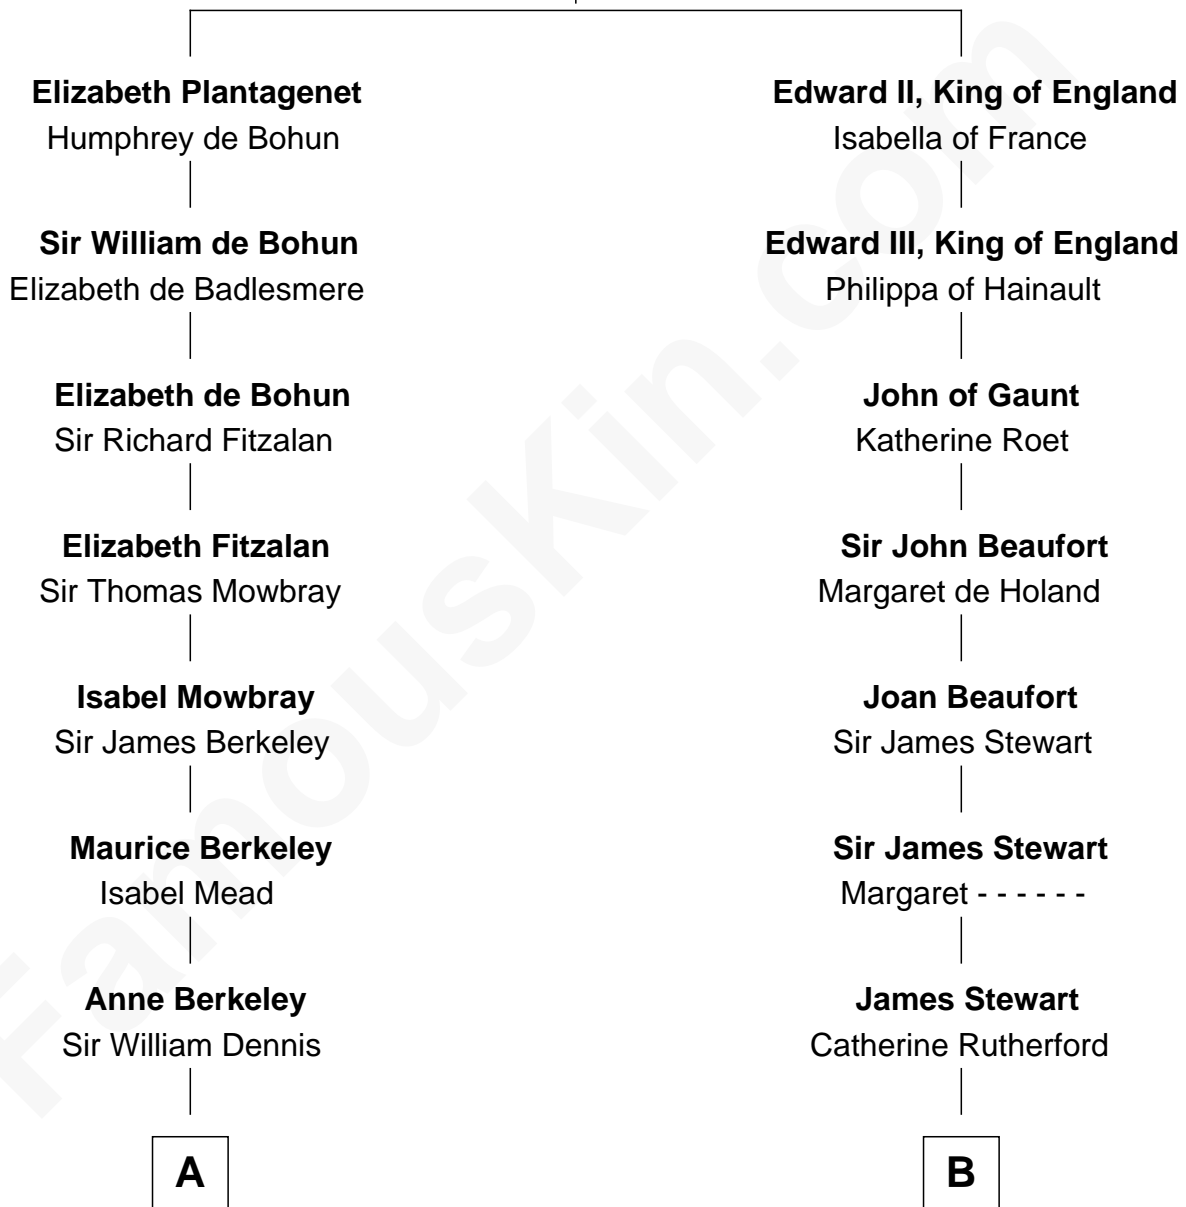 Elizabeth Plantagenet
Humphrey de Bohun
Sir William de Bohun
Elizabeth de Badlesmere
Elizabeth de Bohun
Sir Richard Fitzalan
Elizabeth Fitzalan
Sir Thomas Mowbray
Isabel Mowbray
Sir James Berkeley
Maurice Berkeley
Isabel Mead
Anne Berkeley
Sir William Dennis
A
Edward II, King of England
Isabella of France
Edward III, King of England
Philippa of Hainault
John of Gaunt
Katherine Roet
Sir John Beaufort
Margaret de Holand
Joan Beaufort
Sir James Stewart
Sir James Stewart
Margaret - - - - - -
James Stewart
Catherine Rutherford
B
FamousKin.com